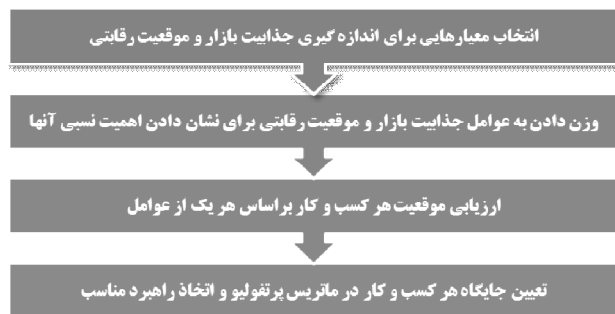 انتخاب معیارهایی برای اندازه گیری جذابیت بازار و موقعیت رقابتی
وزن دادن به عوامل جذابیت بازار و موقعیت رقابتی برای نشان دادن اهمیت نسبی آنها
ارزیابی موقعیت هر کسب و کار براساس هر یک از عوامل
تعیین جایگاه هر کسب و کار در ماتریس پرتفولیو و اتخاذ راهبرد مناسب